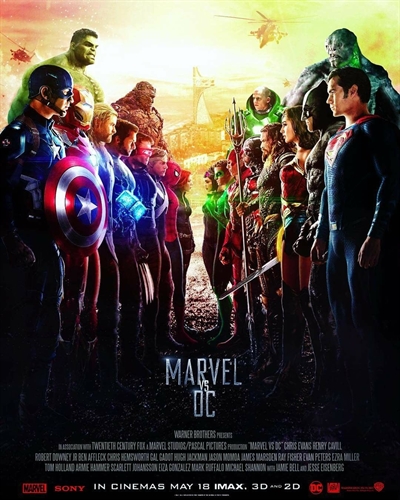 MARVEL
VS
DC
WARNER BROTHERS PRESENTS
IN ASSOCIATION WITH TWENTIETH CENTURY FOX & MARVEL STUDIOS/PASCAL PICTURES PRODUCTION "MARVEL VS DC" CHRIS EVANS HENRY CAVILL
ROBERT DOWNEY JR BEN AFFLECK CHRIS HEMSWORTH GAL GADOT HUGH JACKMAN JASON MOMOA JAMES MARSDEN RAY FISHER EVAN PETERS EZRA MILLER
TOM HOLLAND ARMIE HAMMER SCARLETT JOHANSSON EIZA GONZALEZ MARK RUFFALO MICHAEL SHANNON WITH JAMIE BELL AND JESSE EISENBERG
MARVEL SONY IN CINEMAS MAY 18 IMAX, 3D AND 2D